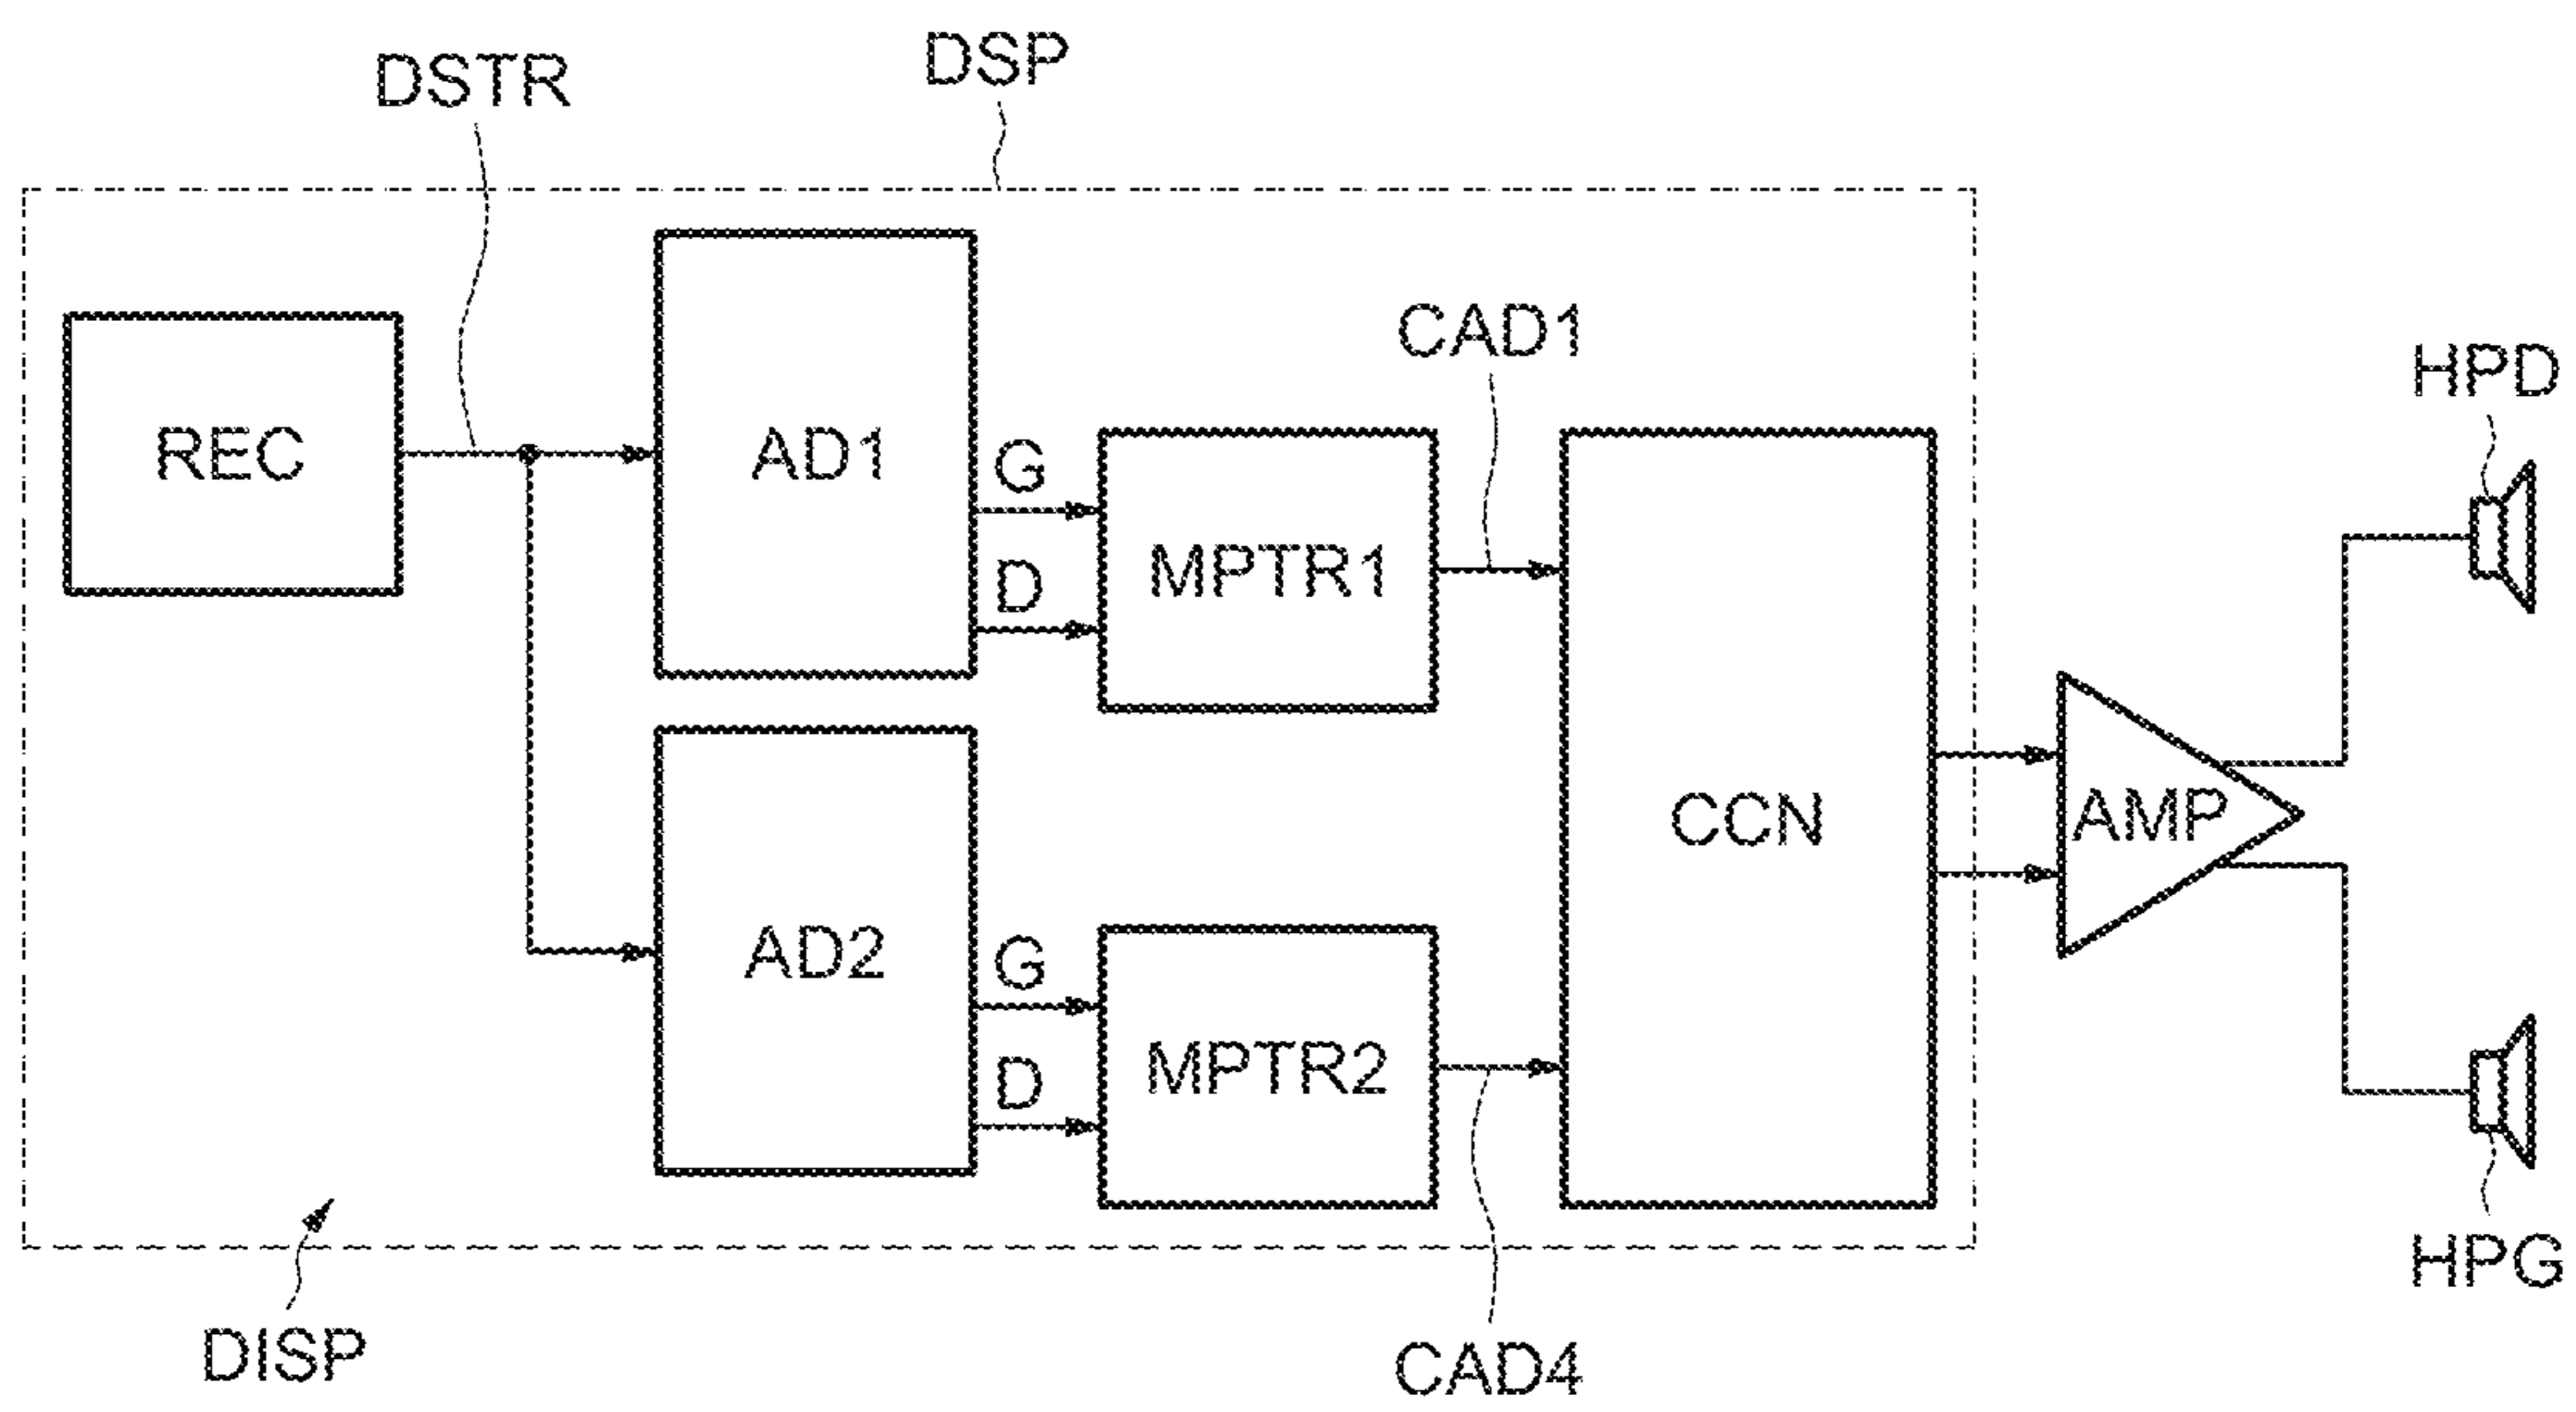 DSTR
DSP
CAD1
HPD
REC
AD1
G
D
MPTR1
CCN
AMP
AD2
G
D
MPTR2
HPG
DISP
CAD4